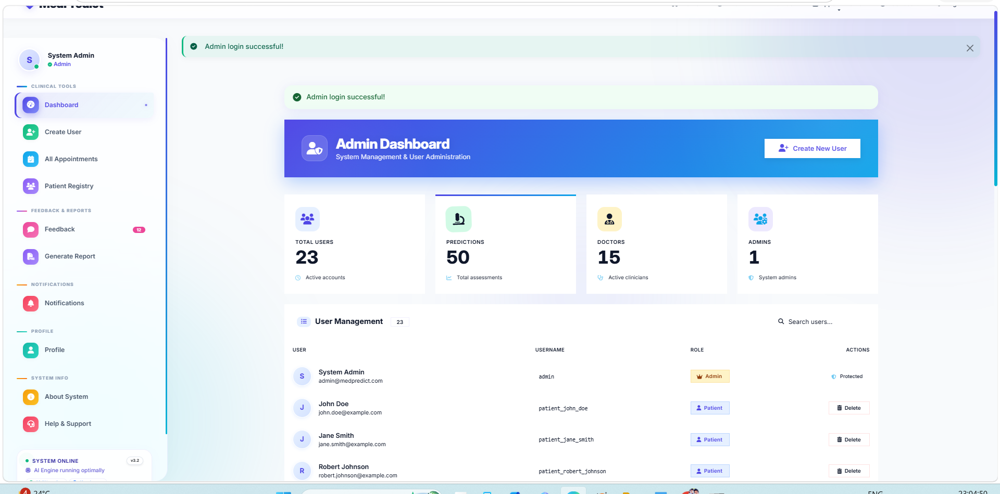 MedPredict
System Admin
Admin
CLINICAL TOOLS
Dashboard
Create User
All Appointments
Patient Registry
FEEDBACK & REPORTS
Feedback
12
Generate Report
NOTIFICATIONS
Notifications
PROFILE
Profile
SYSTEM INFO
About System
Help & Support
SYSTEM ONLINE
v3.2
AI Engine running optimally
Admin login successful!
Admin login successful!
Admin Dashboard
System Management & User Administration
Create New User
TOTAL USERS
23
Active accounts
PREDICTIONS
50
Total assessments
DOCTORS
15
Active clinicians
ADMINS
1
System admins
User Management 23
Search users...
USER USERNAME ROLE ACTIONS
S System Admin
admin@medpredict.com
admin Admin Protected
J John Doe
john.doe@example.com
patient_john_doe Patient Delete
J Jane Smith
jane.smith@example.com
patient_jane_smith Patient Delete
R Robert Johnson
robert.johnson@example.com
patient_robert_johnson Patient Delete
4 24°C
ENG
23:04:50